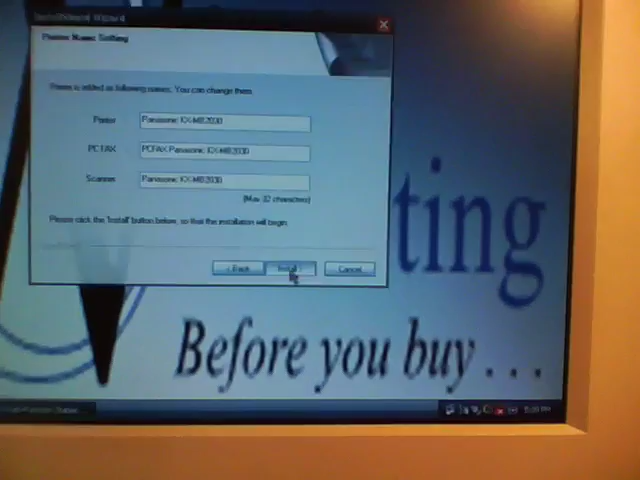 InstallShield Wizard
Printer Name Setting
Printer is added as following names. You can change them.
Printer
Panasonic KX-MB2030
PCFAX
PCFAX Panasonic KX-MB2030
Scanner
Panasonic KX-MB2030
(Max 32 characters)
Please click the 'Install' button below, so that the installation will begin.
< Back
Install
Cancel
ting
Before you buy . . .